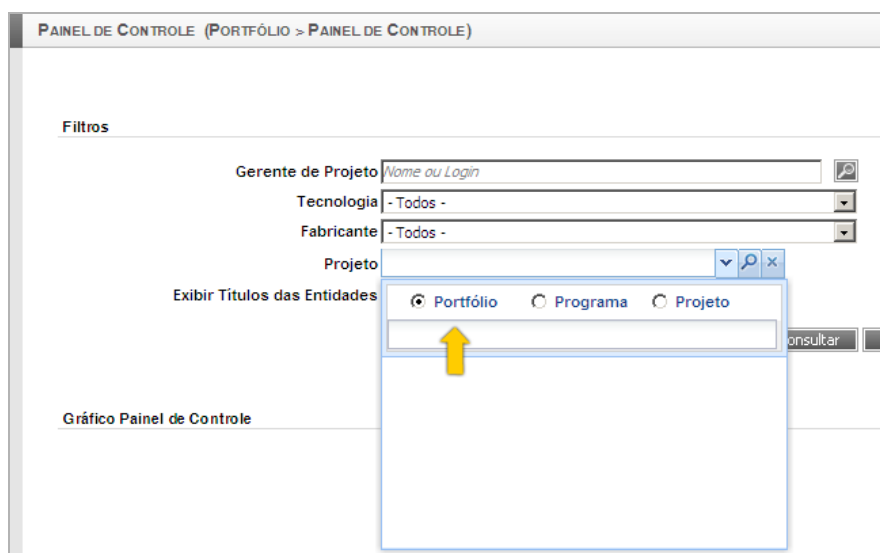 PAINEL DE CONTROLE (PORTFÓLIO > PAINEL DE CONTROLE)
Filtros
Gerente de Projeto Nome ou Login
Tecnologia - Todos -
Fabricante - Todos -
Projeto
Exibir Títulos das Entidades
Portfólio Programa Projeto
Gráfico Painel de Controle